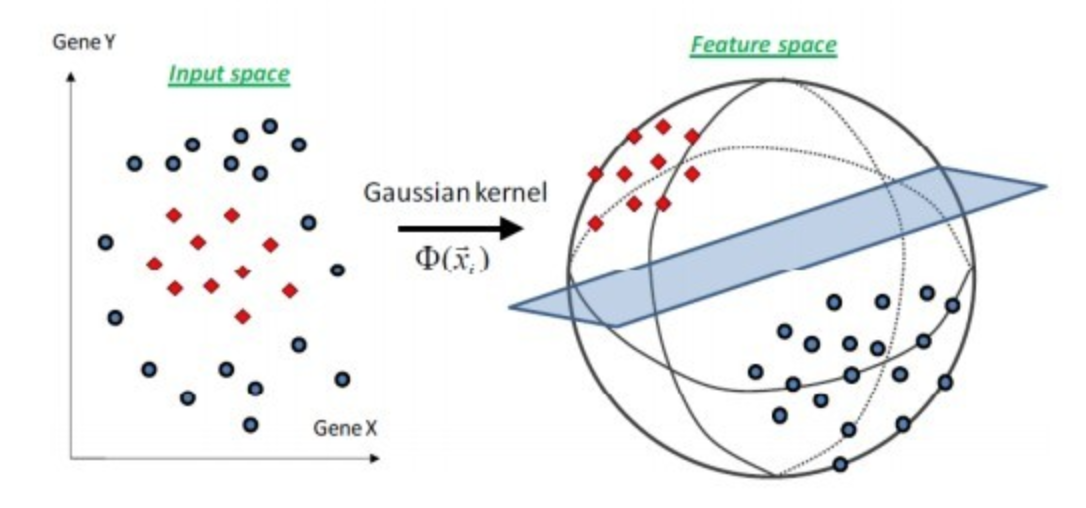 Gene Y
Input space
Gene X
Gaussian kernel
Φ(x⃗ᵢ)
Feature space